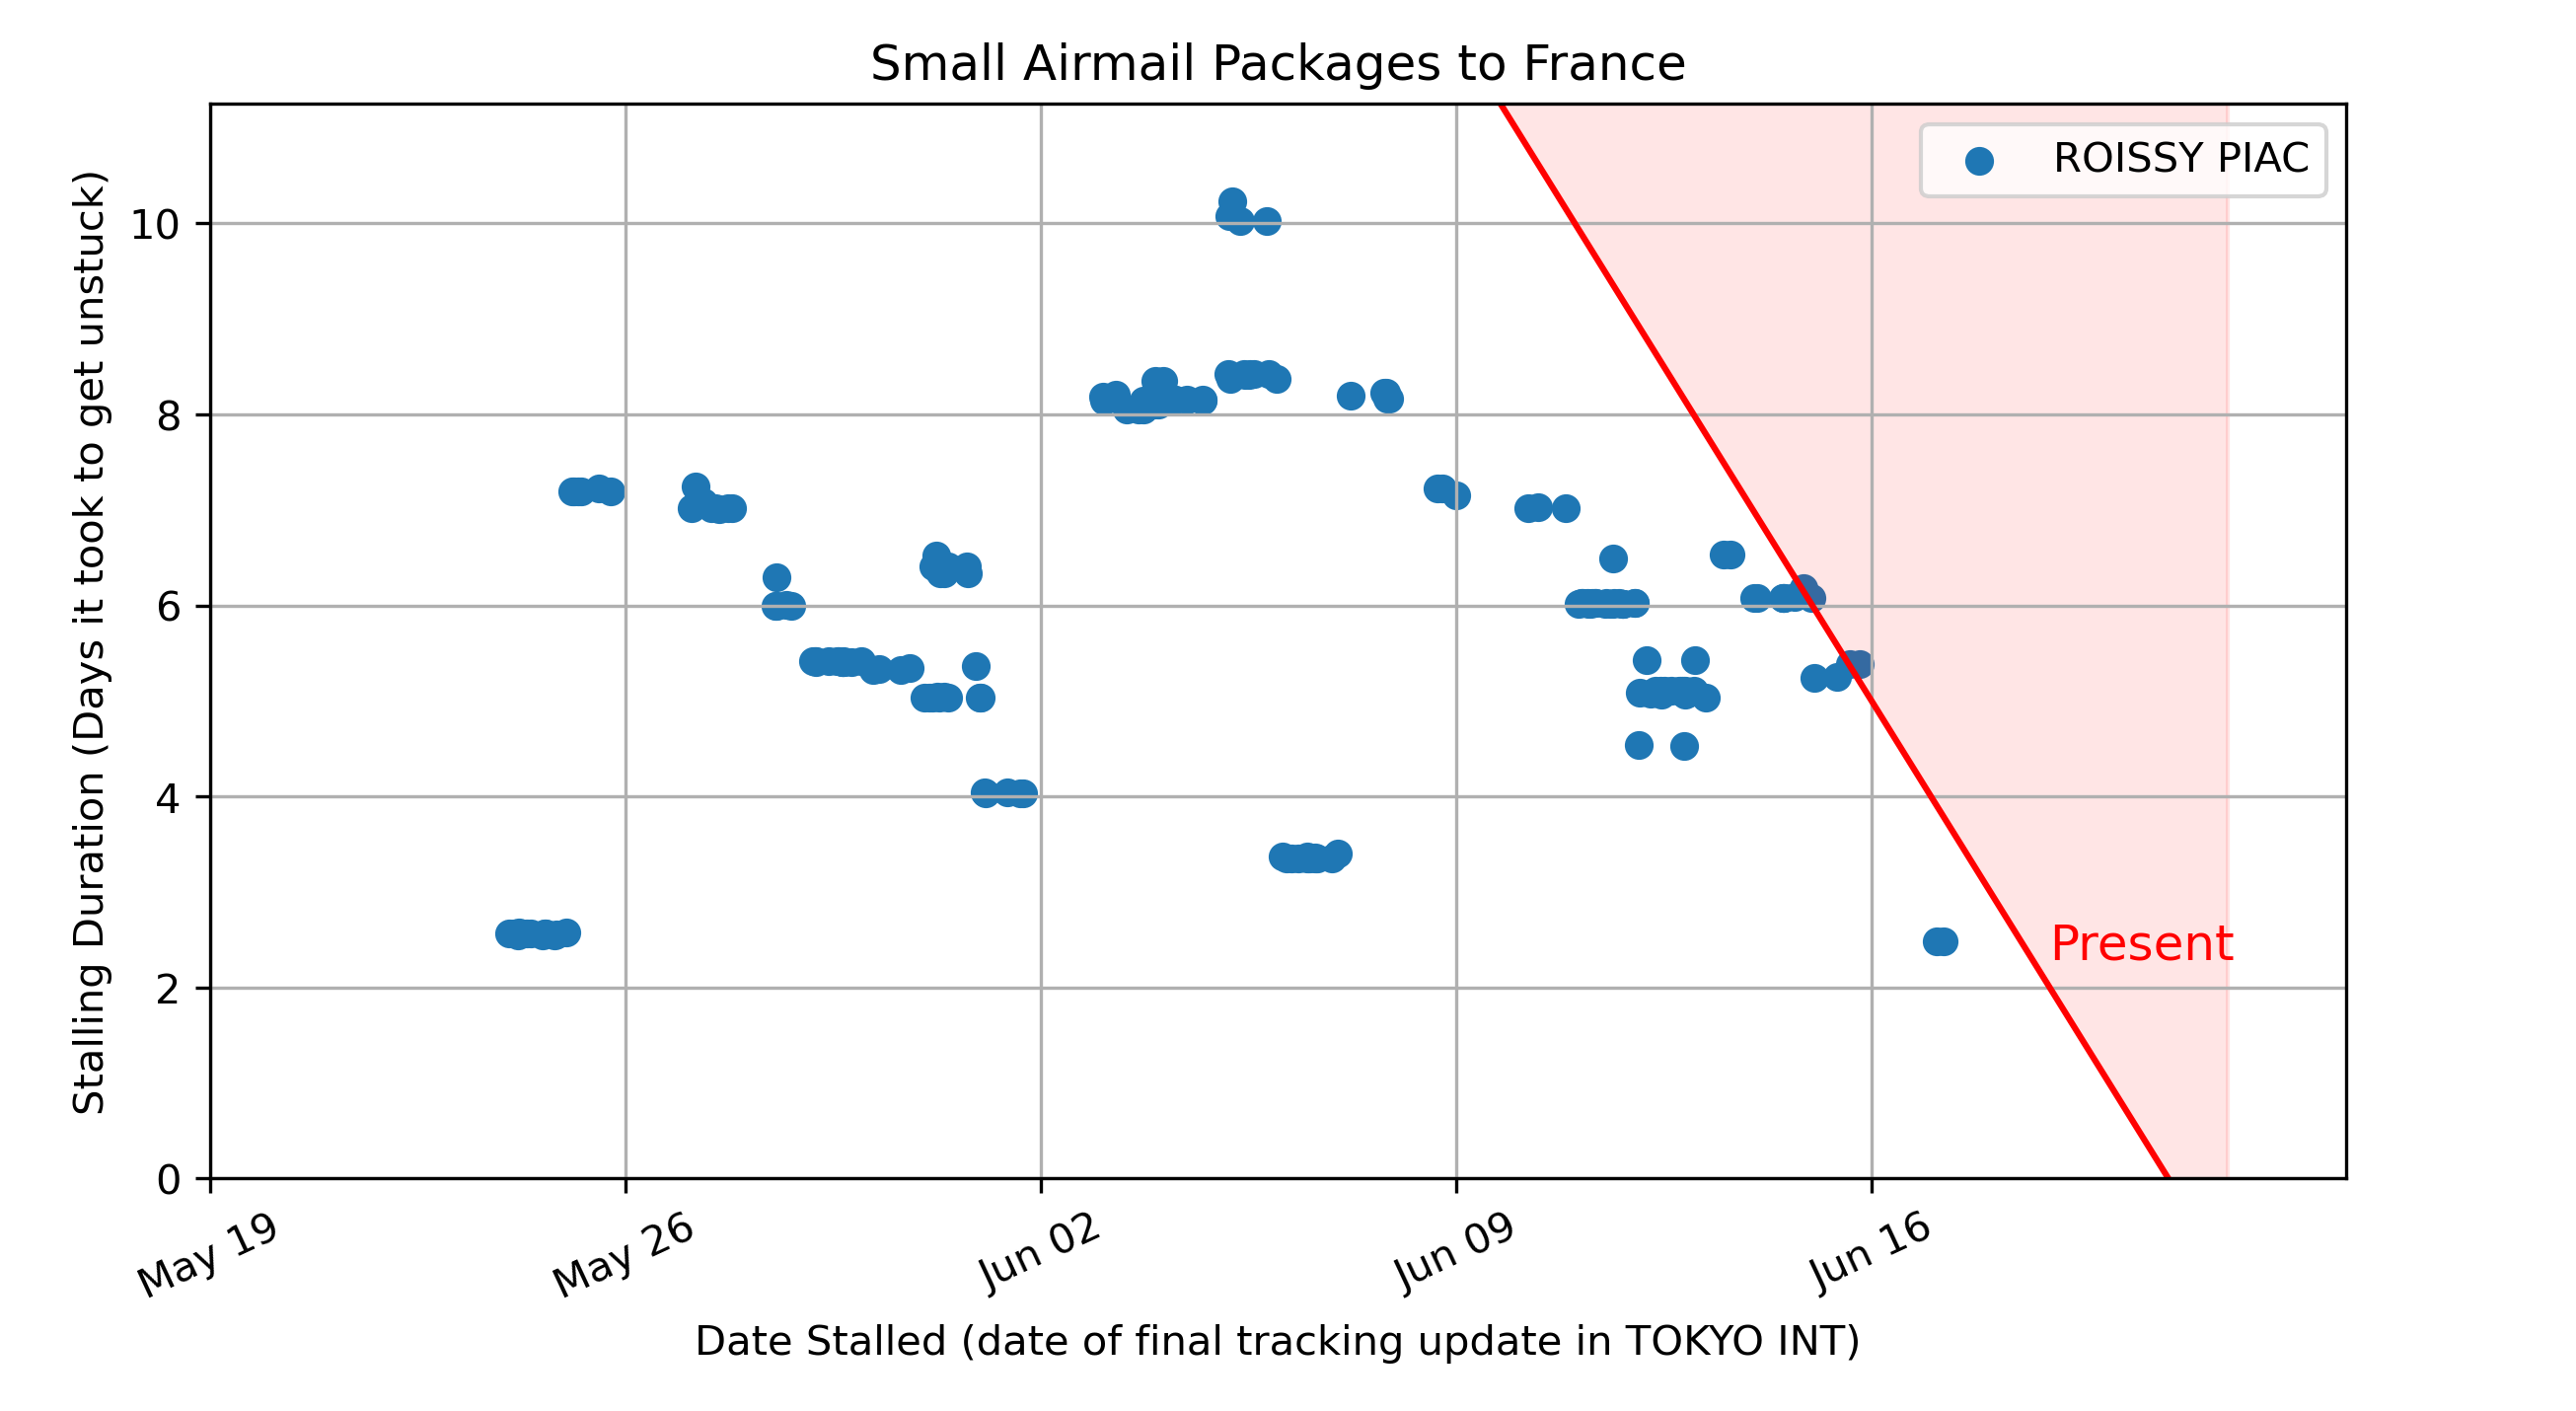 Small Airmail Packages to France
ROISSY PIAC
Stalling Duration (Days it took to get unstuck)
10
8
6
4
2
0
Present
May 19
May 26
Jun 02
Jun 09
Jun 16
Date Stalled (date of final tracking update in TOKYO INT)